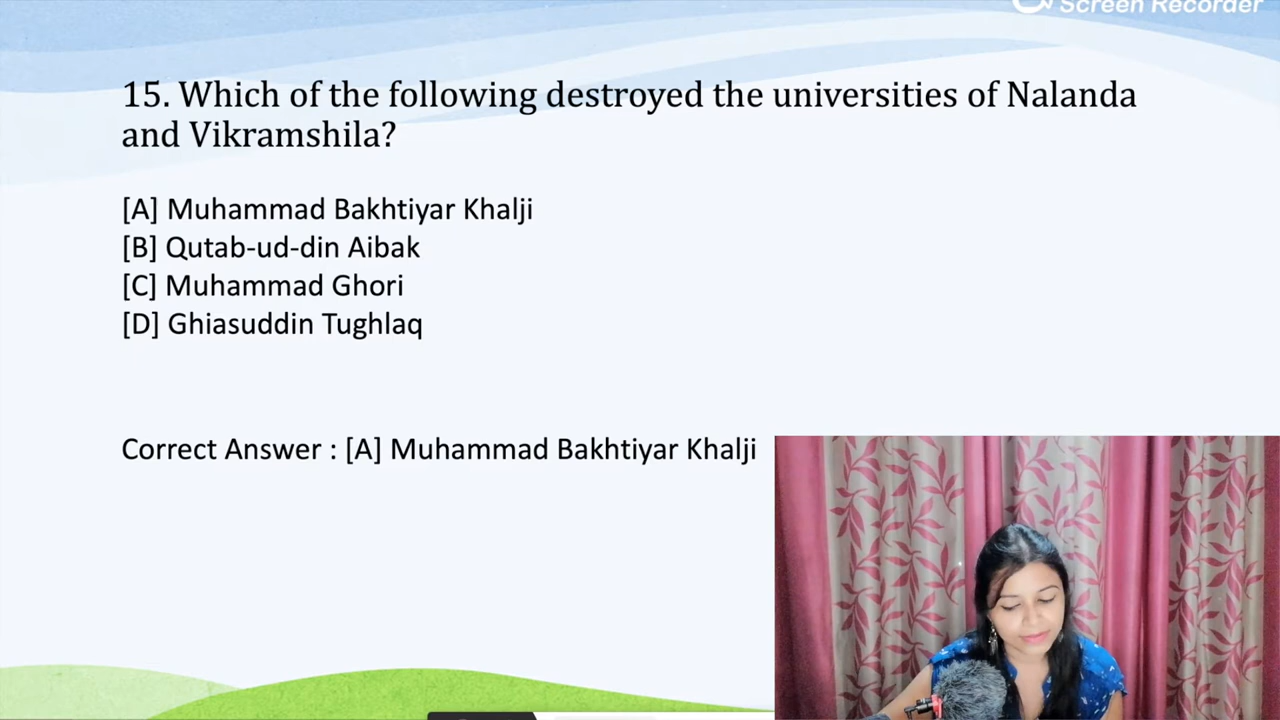 Screen Recorder
15. Which of the following destroyed the universities of Nalanda
and Vikramshila?
[A] Muhammad Bakhtiyar Khalji
[B] Qutab-ud-din Aibak
[C] Muhammad Ghori
[D] Ghiasuddin Tughlaq
Correct Answer : [A] Muhammad Bakhtiyar Khalji